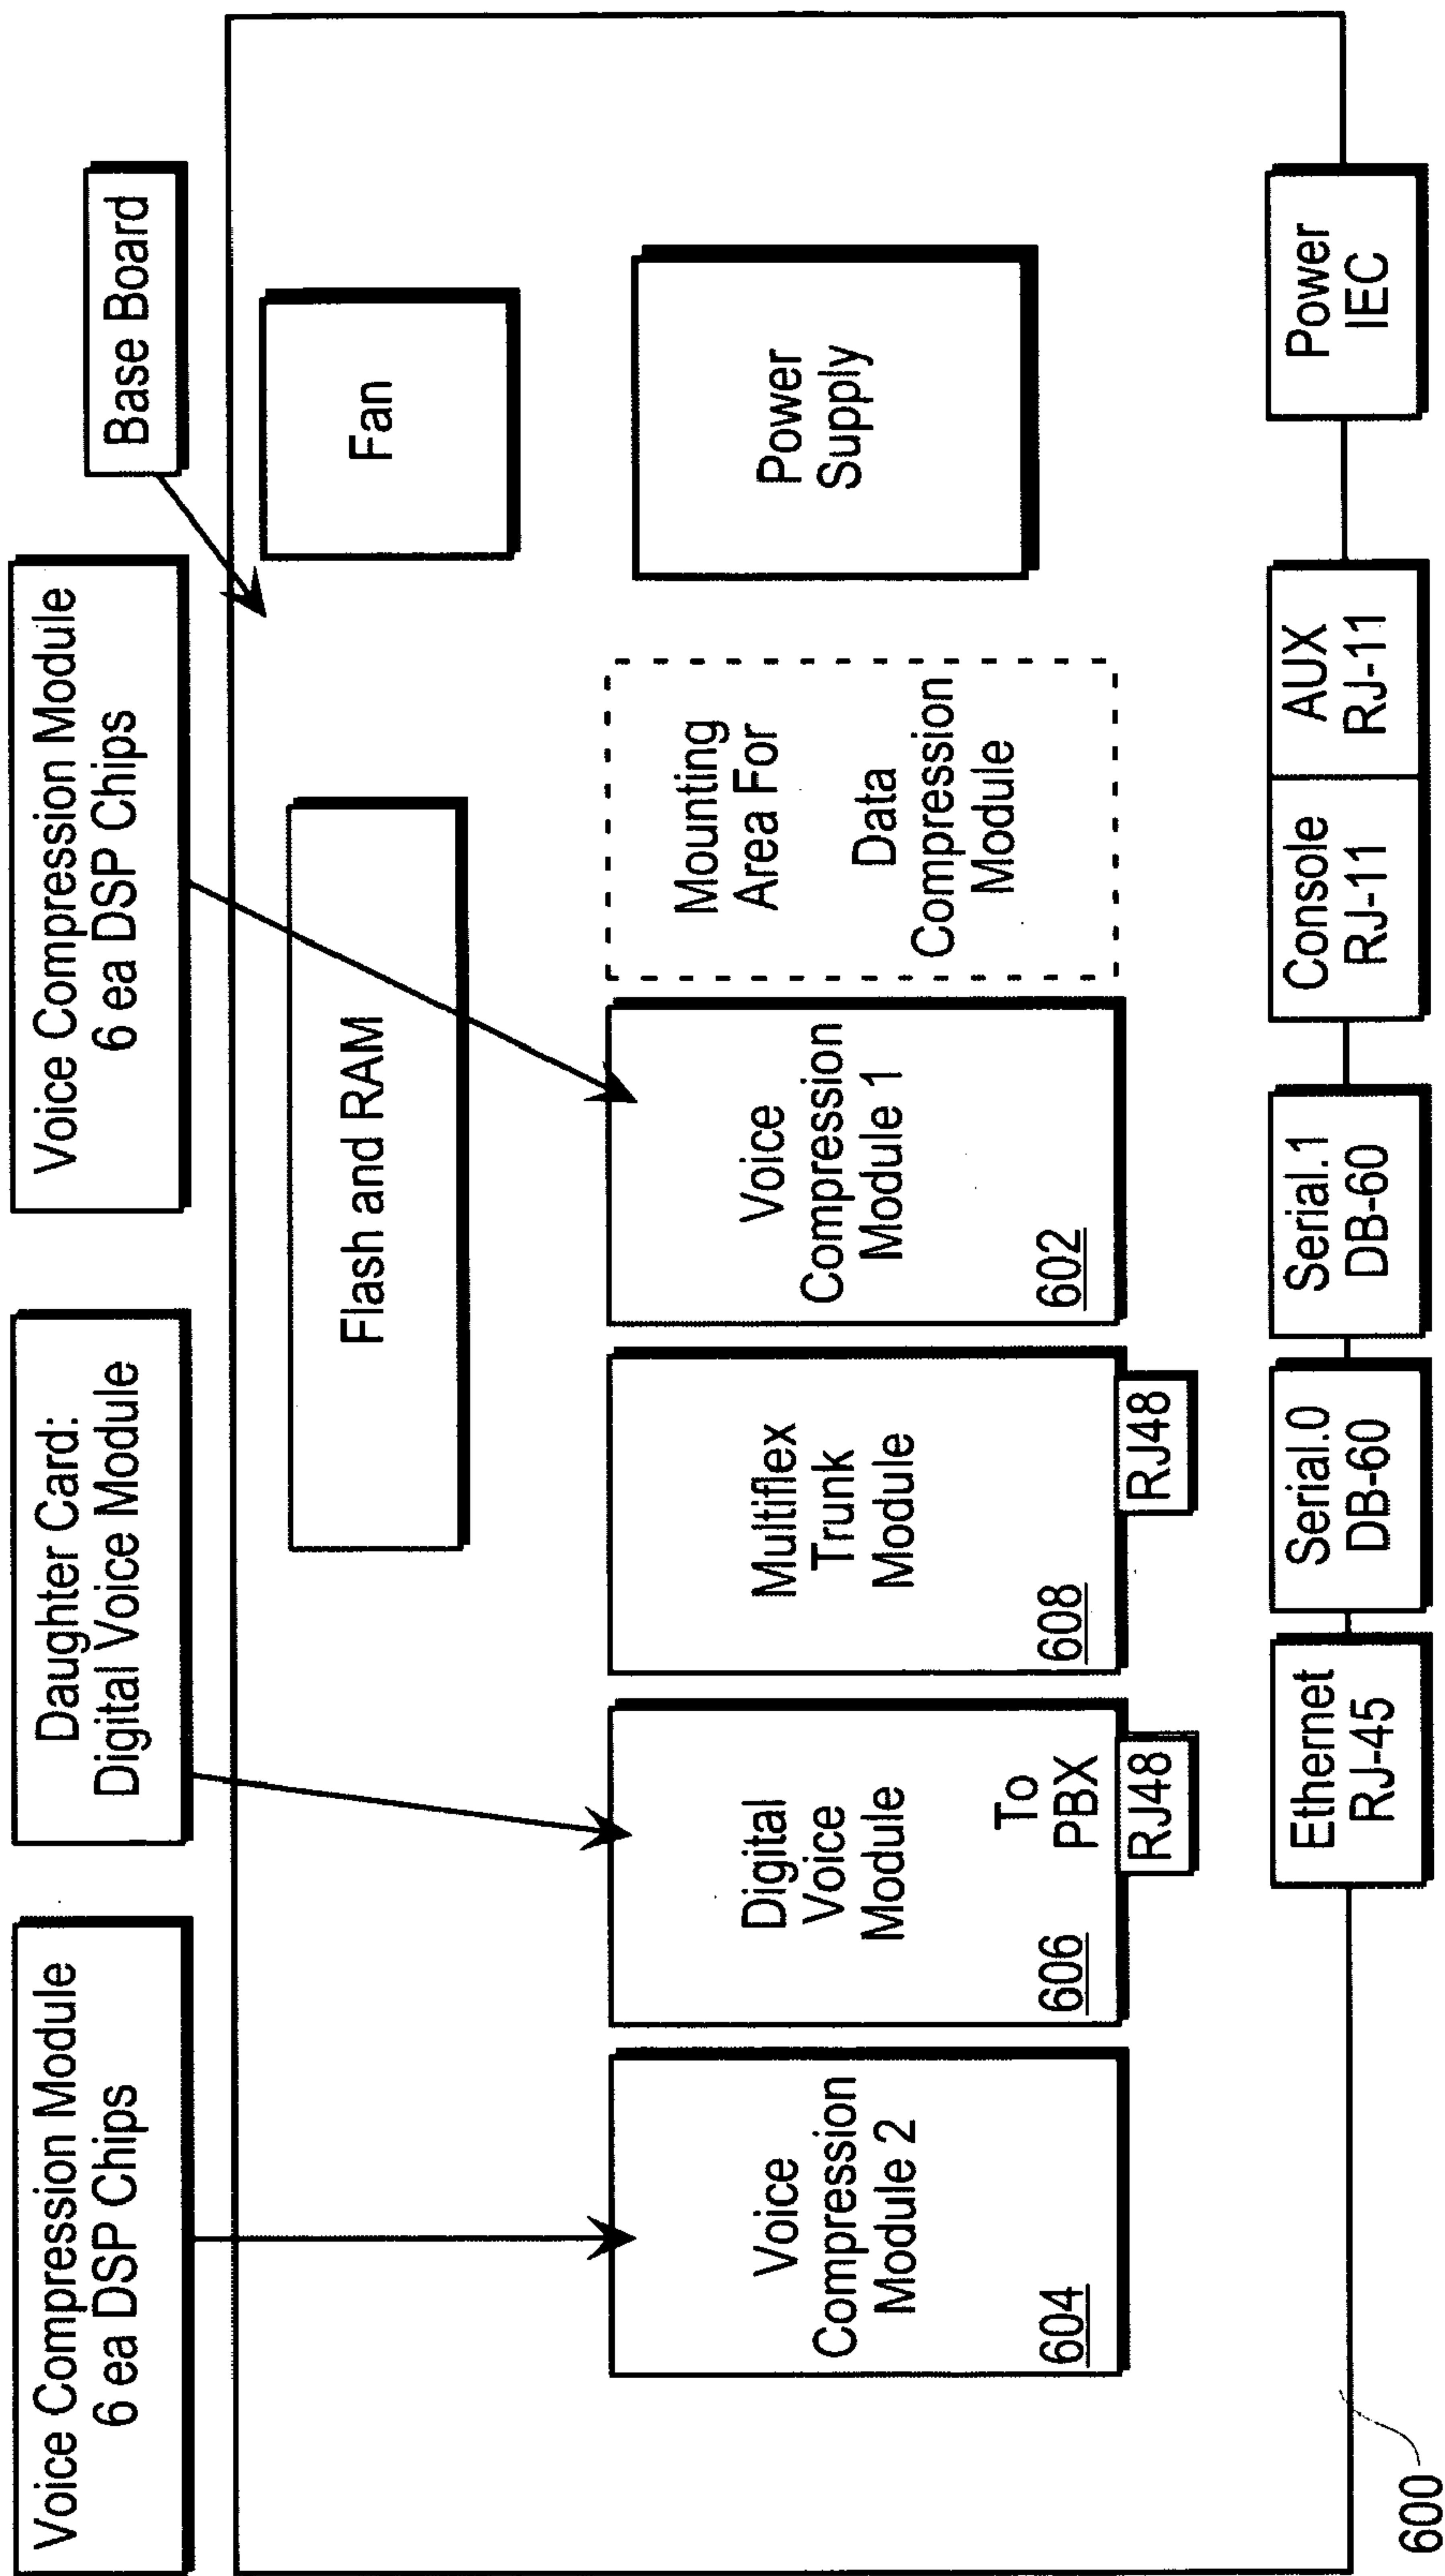 Voice Compression Module
6 ea DSP Chips
Daughter Card:
Digital Voice Module
Voice Compression Module
6 ea DSP Chips
Base Board
Flash and RAM
Fan
Voice
Compression
Module 2
604
Digital
Voice
Module
To
PBX
606
RJ48
Multiflex
Trunk
Module
608
RJ48
Voice
Compression
Module 1
602
Mounting
Area For
Data
Compression
Module
Power
Supply
Ethernet
RJ-45
Serial.0
DB-60
Serial.1
DB-60
Console
RJ-11
AUX
RJ-11
Power
IEC
600